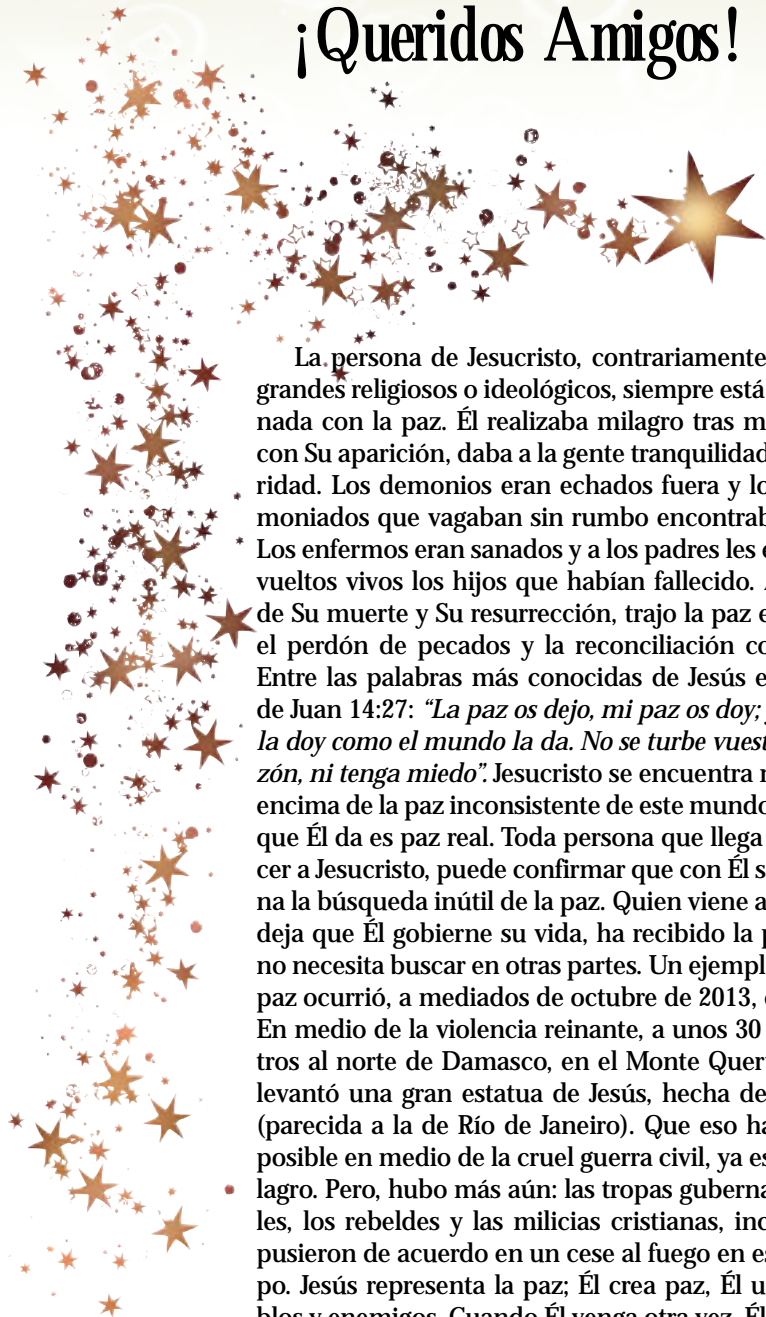 ¡Queridos Amigos!
La persona de Jesucristo, contrariamente
grandes religiosos o ideológicos, siempre está
nada con la paz. Él realizaba milagro tras m
con Su aparición, daba a la gente tranquilidad
ridad. Los demonios eran echados fuera y lo
moniados que vagaban sin rumbo encontrab
Los enfermos eran sanados y a los padres les e
vueltos vivos los hijos que habían fallecido.
de Su muerte y Su resurrección, trajo la paz e
el perdón de pecados y la reconciliación co
Entre las palabras más conocidas de Jesús e
de Juan 14:27: “La paz os dejo, mi paz os doy;
la doy como el mundo la da. No se turbe vuest
zón, ni tenga miedo”. Jesucristo se encuentra
encima de la paz inconsistente de este mundo
que Él da es paz real. Toda persona que llega
cer a Jesucristo, puede confirmar que con Él s
na la búsqueda inútil de la paz. Quien viene a
deja que Él gobierne su vida, ha recibido la p
no necesita buscar en otras partes. Un ejempl
paz ocurrió, a mediados de octubre de 2013,
En medio de la violencia reinante, a unos 30
tros al norte de Damasco, en el Monte Quer
levantó una gran estatua de Jesús, hecha de
(parecida a la de Río de Janeiro). Que eso ha
posible en medio de la cruel guerra civil, ya es
lagro. Pero, hubo más aún: las tropas guberna
les, los rebeldes y las milicias cristianas, inc
pusieron de acuerdo en un cese al fuego en es
po. Jesús representa la paz; Él crea paz, Él u
blos y enemigos. Cuando Él venga otra vez, Él